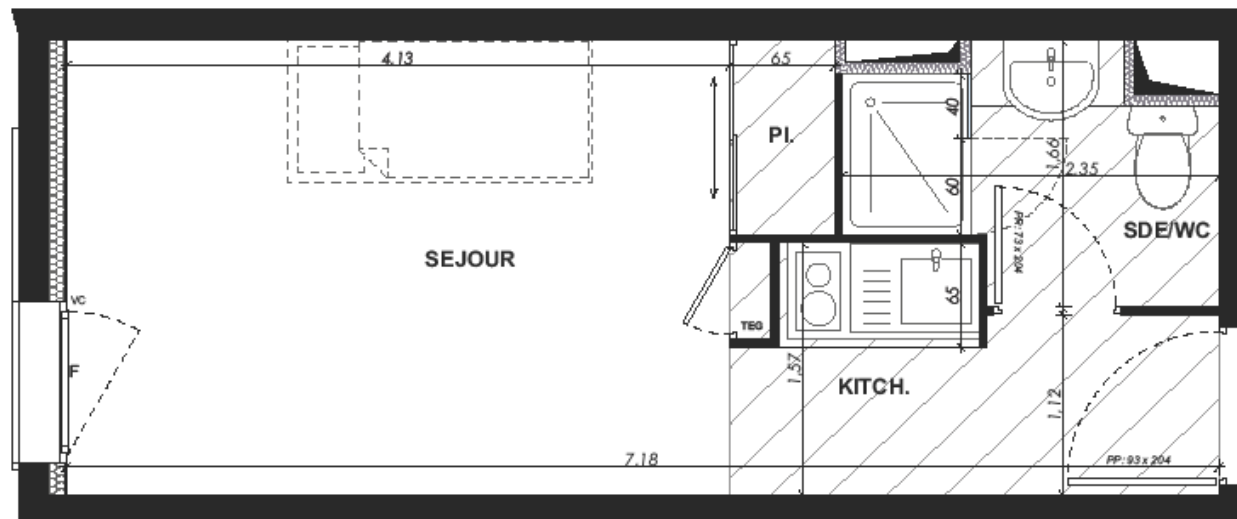 4.13
65
PI.
40
60
1.66
2.35
SDE/WC
PR: 73 x 204
SEJOUR
VC
F
TEG
65
1.57
KITCH.
1.12
7.18
PP: 93 x 204